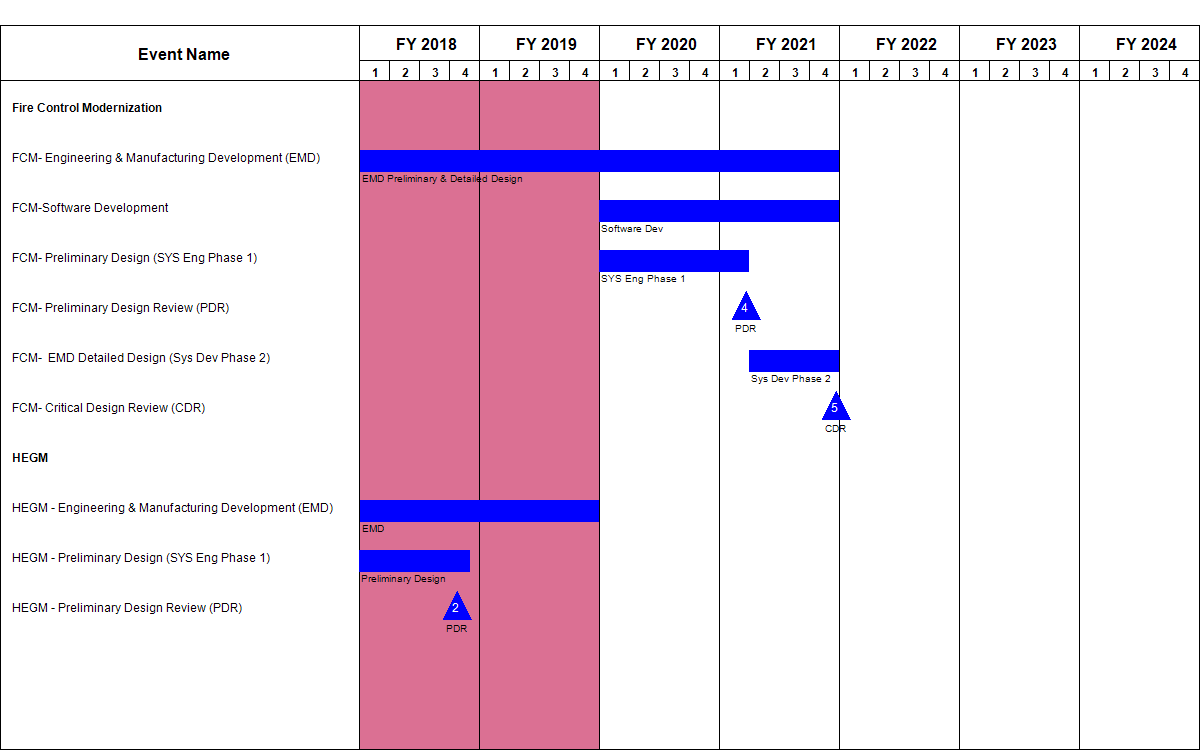 Event Name
FY 2018 FY 2019 FY 2020 FY 2021 FY 2022 FY 2023 FY 2024
1 2 3 4 1 2 3 4 1 2 3 4 1 2 3 4 1 2 3 4 1 2 3 4 1 2 3 4
Fire Control Modernization
FCM- Engineering & Manufacturing Development (EMD)
EMD Preliminary & Detailed Design
FCM-Software Development
Software Dev
FCM- Preliminary Design (SYS Eng Phase 1)
SYS Eng Phase 1
FCM- Preliminary Design Review (PDR)
4
PDR
FCM-  EMD Detailed Design (Sys Dev Phase 2)
Sys Dev Phase 2
FCM- Critical Design Review (CDR)
5
CDR
HEGM
HEGM - Engineering & Manufacturing Development (EMD)
EMD
HEGM - Preliminary Design (SYS Eng Phase 1)
Preliminary Design
HEGM - Preliminary Design Review (PDR)
2
PDR